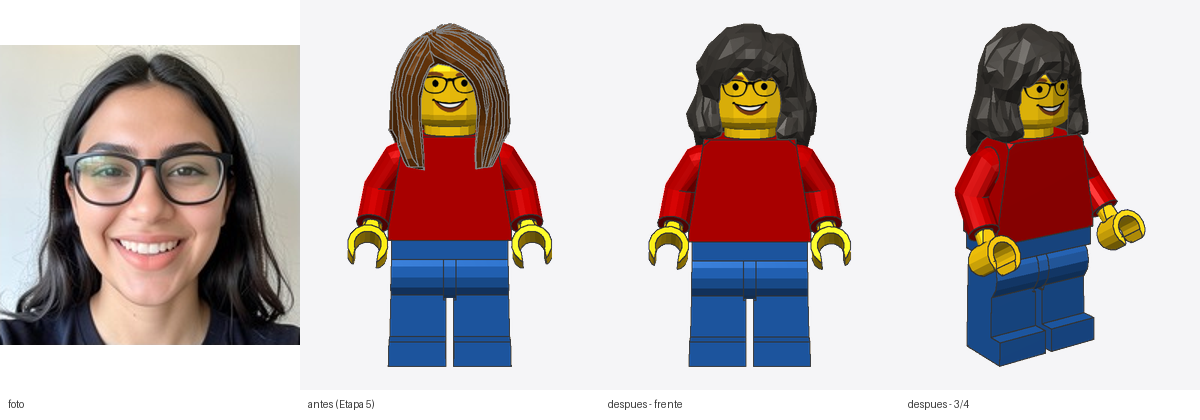 foto
antes (Etapa 5)
despues - frente
despues - 3/4